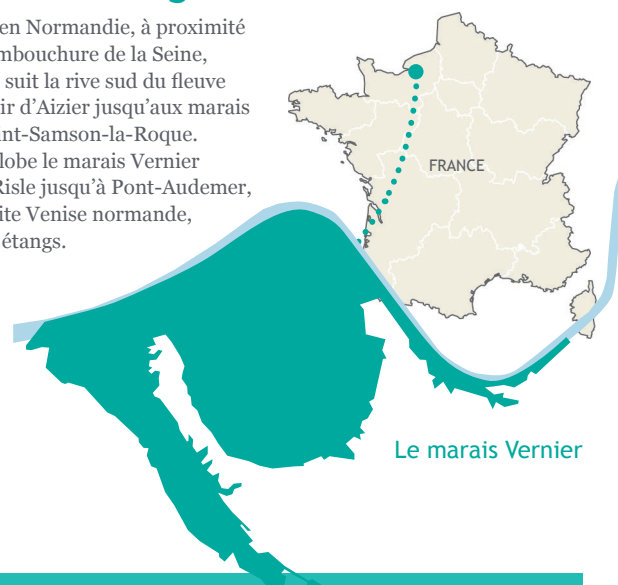 en Normandie, à proximité
mbouchure de la Seine,
suit la rive sud du fleuve
ir d’Aizier jusqu’aux marais
int-Samson-la-Roque.
lobe le marais Vernier
Risle jusqu’à Pont-Audemer,
ite Venise normande,
étangs.
FRANCE
Le marais Vernier